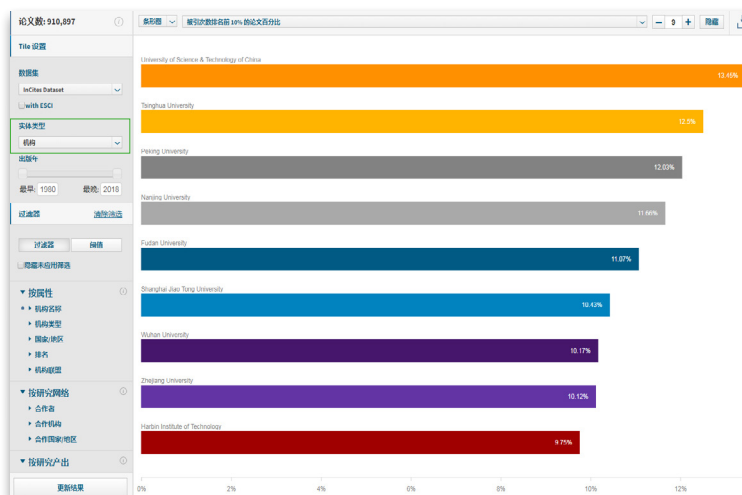 论文数: 910,897
条形图
被引次数排名前 10% 的论文百分比
9
隐藏
Tile 设置
数据集
InCites Dataset
with ESCI
实体类型
机构
出版年
最早: 1980 最晚: 2018
过滤器 清除筛选
过滤器 阈值
隐藏未应用筛选
按属性
机构名称
机构类型
国家/地区
排名
机构联盟
按研究网络
合作者
合作机构
合作国家/地区
按研究产出
更新结果
University of Science & Technology of China
13.45%
Tsinghua University
12.5%
Peking University
12.03%
Nanjing University
11.66%
Fudan University
11.07%
Shanghai Jiao Tong University
10.43%
Wuhan University
10.17%
Zhejiang University
10.12%
Harbin Institute of Technology
9.75%
0% 2% 4% 6% 8% 10% 12%